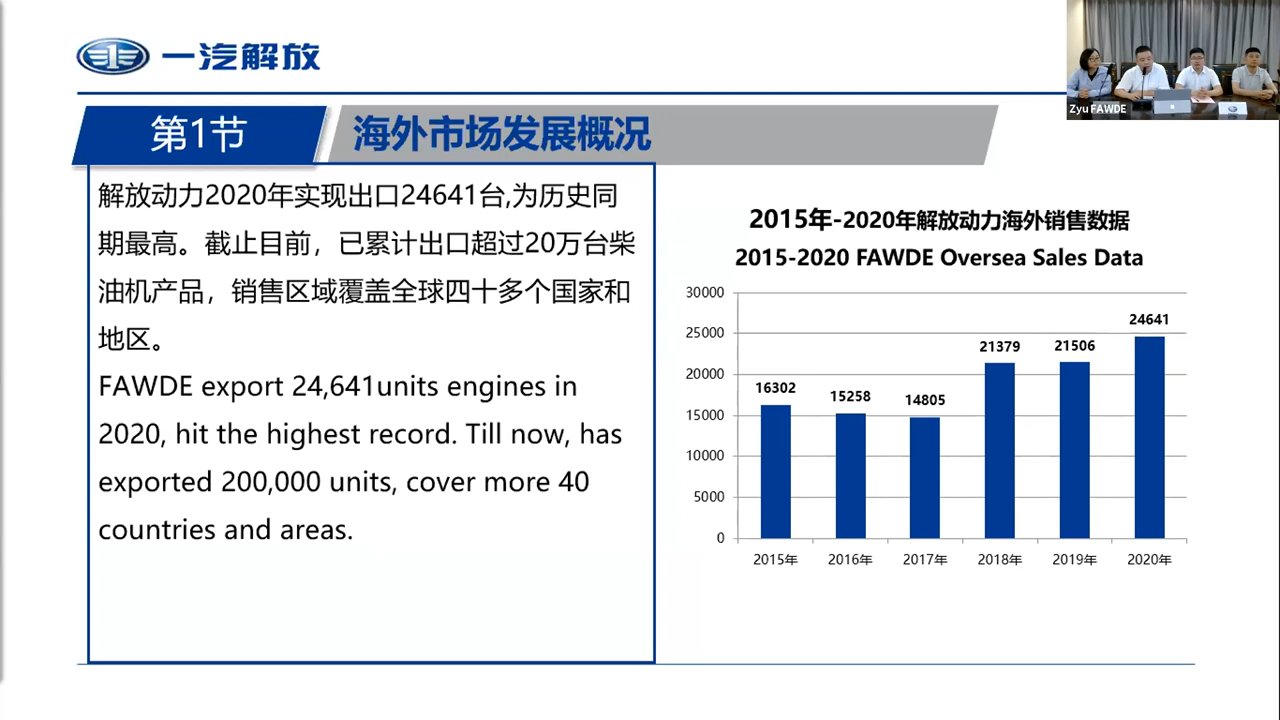 一汽解放
Zyu FAWDE
第1节
海外市场发展概况
解放动力2020年实现出口24641台,为历史同
期最高。截止目前，已累计出口超过20万台柴
油机产品，销售区域覆盖全球四十多个国家和
地区。
FAWDE export 24,641units engines in
2020, hit the highest record. Till now, has
exported 200,000 units, cover more 40
countries and areas.
2015年-2020年解放动力海外销售数据
2015-2020 FAWDE Oversea Sales Data
30000
25000
20000
15000
10000
5000
0
16302
15258
14805
21379
21506
24641
2015年
2016年
2017年
2018年
2019年
2020年